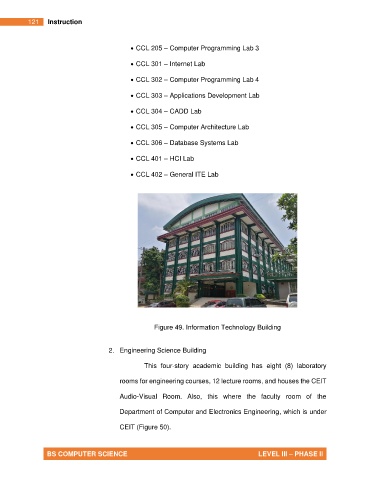 121 Instruction
• CCL 205 – Computer Programming Lab 3
• CCL 301 – Internet Lab
• CCL 302 – Computer Programming Lab 4
• CCL 303 – Applications Development Lab
• CCL 304 – CADD Lab
• CCL 305 – Computer Architecture Lab
• CCL 306 – Database Systems Lab
• CCL 401 – HCI Lab
• CCL 402 – General ITE Lab
Figure 49. Information Technology Building
2. Engineering Science Building
This four-story academic building has eight (8) laboratory
rooms for engineering courses, 12 lecture rooms, and houses the CEIT
Audio-Visual Room. Also, this where the faculty room of the
Department of Computer and Electronics Engineering, which is under
CEIT (Figure 50).
BS COMPUTER SCIENCE LEVEL III – PHASE II